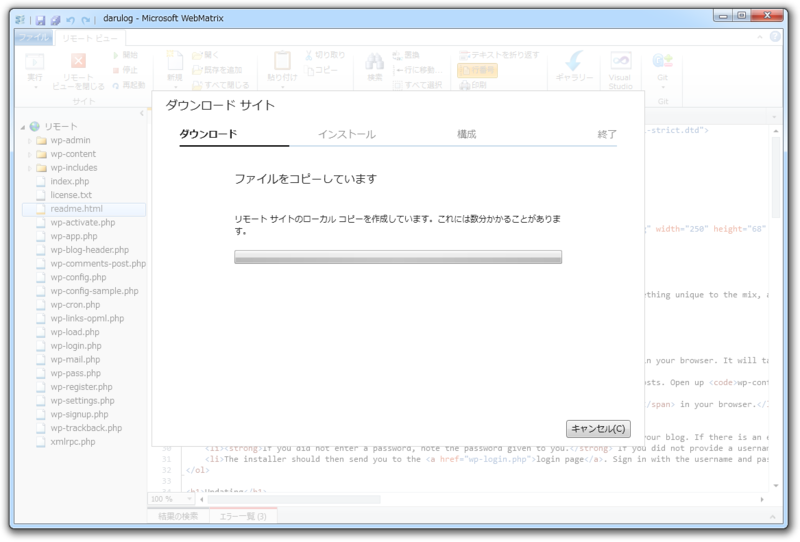 darulog - Microsoft WebMatrix
ファイル
リモート ビュー
実行
リモート
ビューを閉じる
開始
停止
再起動
サイト
新規
開く
既存を追加
すべて閉じる
貼り付け
切り取り
コピー
検索
置換
行に移動...
すべて選択
テキストを折り返す
行番号
印刷
ギャラリー
Visual
Studio
Git
Git
リモート
wp-admin
wp-content
wp-includes
index.php
license.txt
readme.html
wp-activate.php
wp-app.php
wp-blog-header.php
wp-comments-post.php
wp-config.php
wp-config-sample.php
wp-cron.php
wp-links-opml.php
wp-load.php
wp-login.php
wp-mail.php
wp-pass.php
wp-register.php
wp-settings.php
wp-signup.php
wp-trackback.php
xmlrpc.php
ダウンロード サイト
ダウンロード
インストール
構成
終了
ファイルをコピーしています
リモート サイトのローカル コピーを作成しています。これには数分かかることがありま
す。
キャンセル(C)
-strict.dtd">
" width="250" height="68"
thing unique to the mix, a
in your browser. It will ta
sts. Open up <code>wp-cont
</span> in your browser.</l
your blog. If there is an e
30 <li><strong>If you did not enter a password, note the password given to you.</strong> If you did not provide a usernam
31 <li>The installer should then send you to the <a href="wp-login.php">login page</a>. Sign in with the username and pas
32 </ol>
33
<h1>Updating</h1>
100 %
結果の検索
エラー一覧 (3)